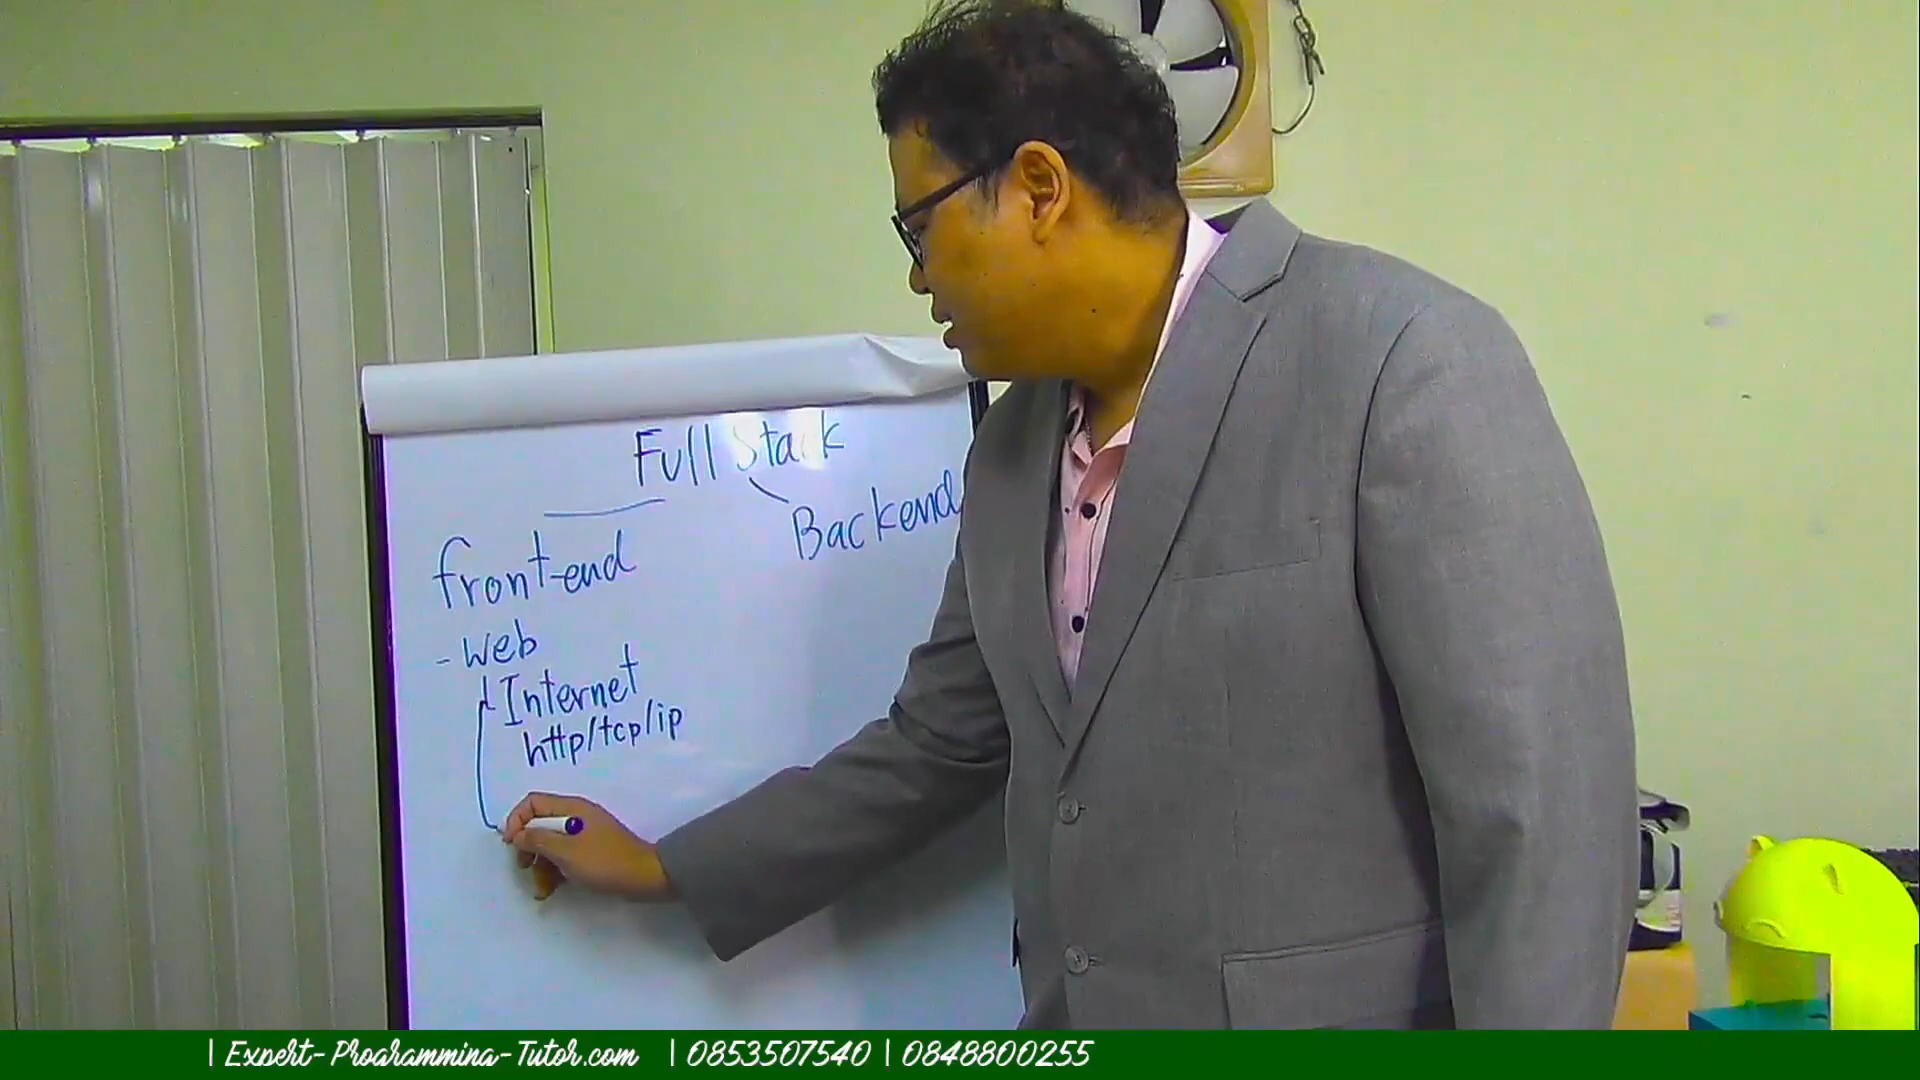 Full Stack
Backend
front-end
- Web
Internet
http/tcp/ip
| Expert-Programming-Tutor.com | 0853507540 | 0848800255